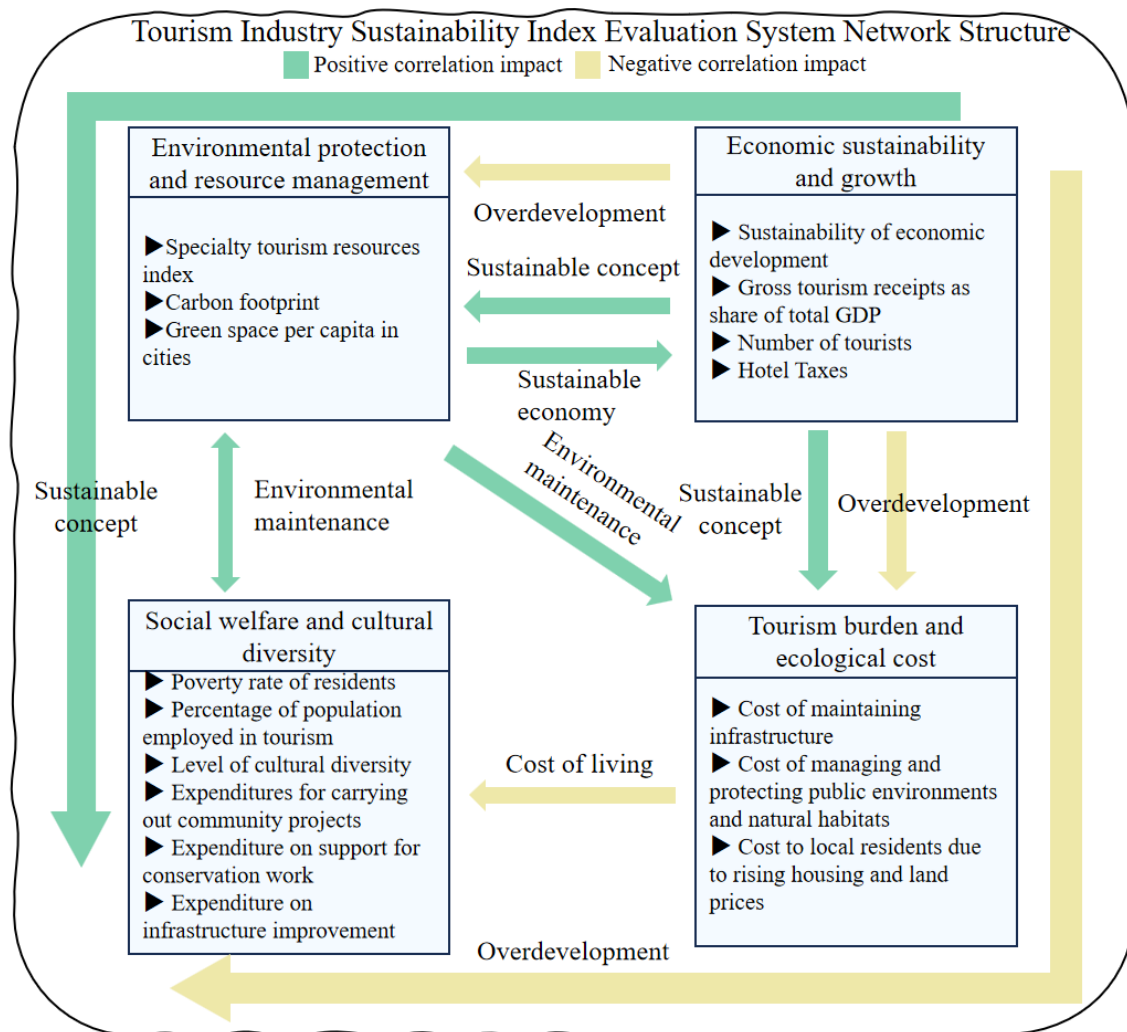 Tourism Industry Sustainability Index Evaluation System Network Structure
Positive correlation impact
Negative correlation impact
Environmental protection
and resource management
▶Specialty tourism resources
index
▶Carbon footprint
▶Green space per capita in
cities
Overdevelopment
Sustainable concept
Sustainable
economy
Economic sustainability
and growth
▶ Sustainability of economic
development
▶ Gross tourism receipts as
share of total GDP
▶ Number of tourists
▶ Hotel Taxes
Sustainable
concept
Environmental
maintenance
Environmental
maintenance
Sustainable
concept
Overdevelopment
Social welfare and cultural
diversity
▶ Poverty rate of residents
▶ Percentage of population
employed in tourism
▶ Level of cultural diversity
▶ Expenditures for carrying
out community projects
▶ Expenditure on support for
conservation work
▶ Expenditure on
infrastructure improvement
Cost of living
Tourism burden and
ecological cost
▶ Cost of maintaining
infrastructure
▶ Cost of managing and
protecting public environments
and natural habitats
▶ Cost to local residents due
to rising housing and land
prices
Overdevelopment